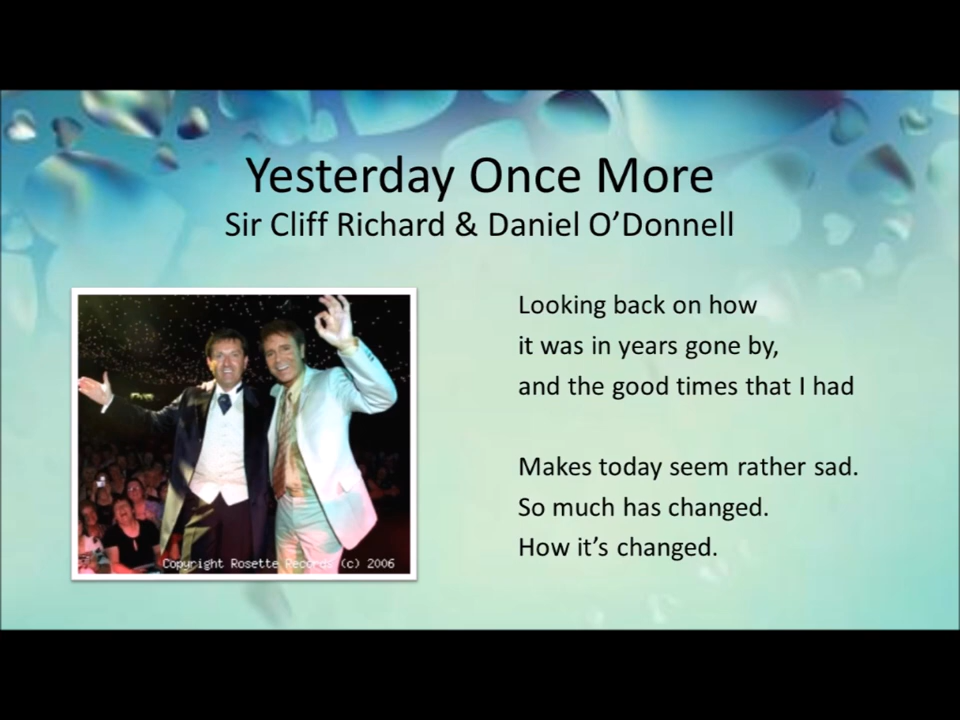 Yesterday Once More
Sir Cliff Richard & Daniel O’Donnell
Looking back on how
it was in years gone by,
and the good times that I had
Makes today seem rather sad.
So much has changed.
How it’s changed.
Copyright Rosette Records (c) 2006